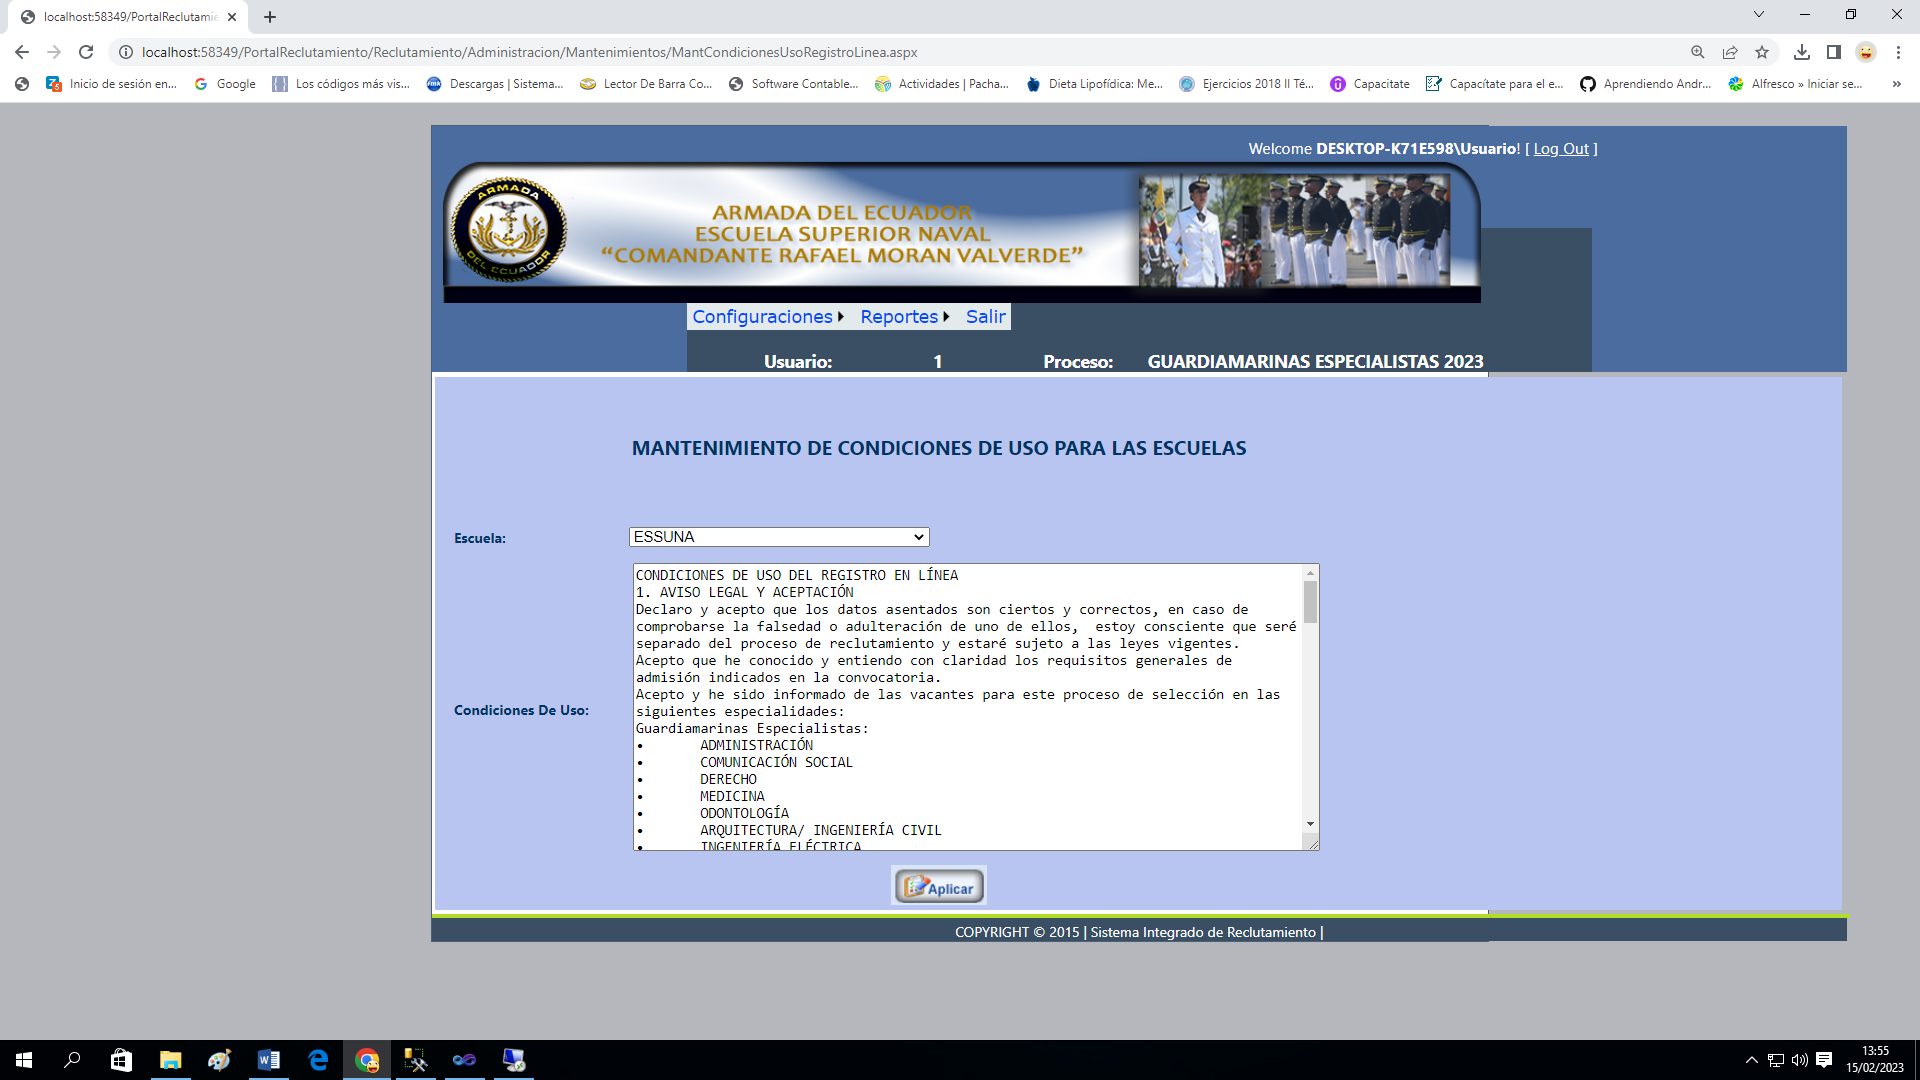 localhost:58349/PortalReclutamie
localhost:58349/PortalReclutamiento/Reclutamiento/Administracion/Mantenimientos/MantCondicionesUsoRegistroLinea.aspx
Inicio de sesión en...
Google
Los códigos más vis...
Descargas | Sistema...
Lector De Barra Co...
Software Contable...
Actividades | Pacha...
Dieta Lipofídica: Me...
Ejercicios 2018 II Té...
Capacitate
Capacítate para el e...
Aprendiendo Andr...
Alfresco » Iniciar se...
»
Welcome DESKTOP-K71E598\Usuario! [ Log Out ]
ARMADA DEL ECUADOR
ARMADA DEL ECUADOR
ESCUELA SUPERIOR NAVAL
“COMANDANTE RAFAEL MORAN VALVERDE”
Configuraciones
Reportes
Salir
Usuario: 1 Proceso: GUARDIAMARINAS ESPECIALISTAS 2023
MANTENIMIENTO DE CONDICIONES DE USO PARA LAS ESCUELAS
Escuela: ESSUNA
Condiciones De Uso:
CONDICIONES DE USO DEL REGISTRO EN LÍNEA
1. AVISO LEGAL Y ACEPTACIÓN
Declaro y acepto que los datos asentados son ciertos y correctos, en caso de
comprobarse la falsedad o adulteración de uno de ellos,  estoy consciente que seré
separado del proceso de reclutamiento y estaré sujeto a las leyes vigentes.
Acepto que he conocido y entiendo con claridad los requisitos generales de
admisión indicados en la convocatoria.
Acepto y he sido informado de las vacantes para este proceso de selección en las
siguientes especialidades:
Guardiamarinas Especialistas:
• ADMINISTRACIÓN
• COMUNICACIÓN SOCIAL
• DERECHO
• MEDICINA
• ODONTOLOGÍA
• ARQUITECTURA/ INGENIERÍA CIVIL
• INGENIERÍA ELÉCTRICA
Aplicar
COPYRIGHT © 2015 | Sistema Integrado de Reclutamiento |
13:55
15/02/2023